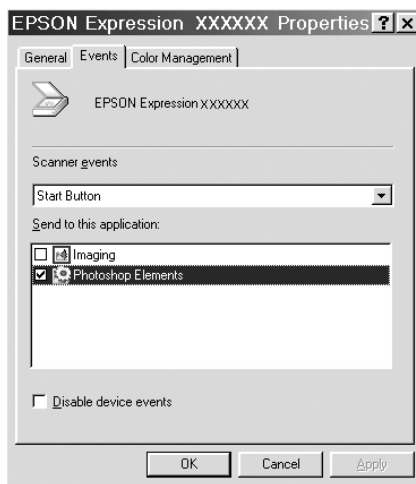 EPSON Expression XXXXXX Properties ? x
General Events Color Management
EPSON Expression XXXXXX
Scanner events
Start Button
Send to this application:
Imaging
Photoshop Elements
Disable device events
OK Cancel Apply